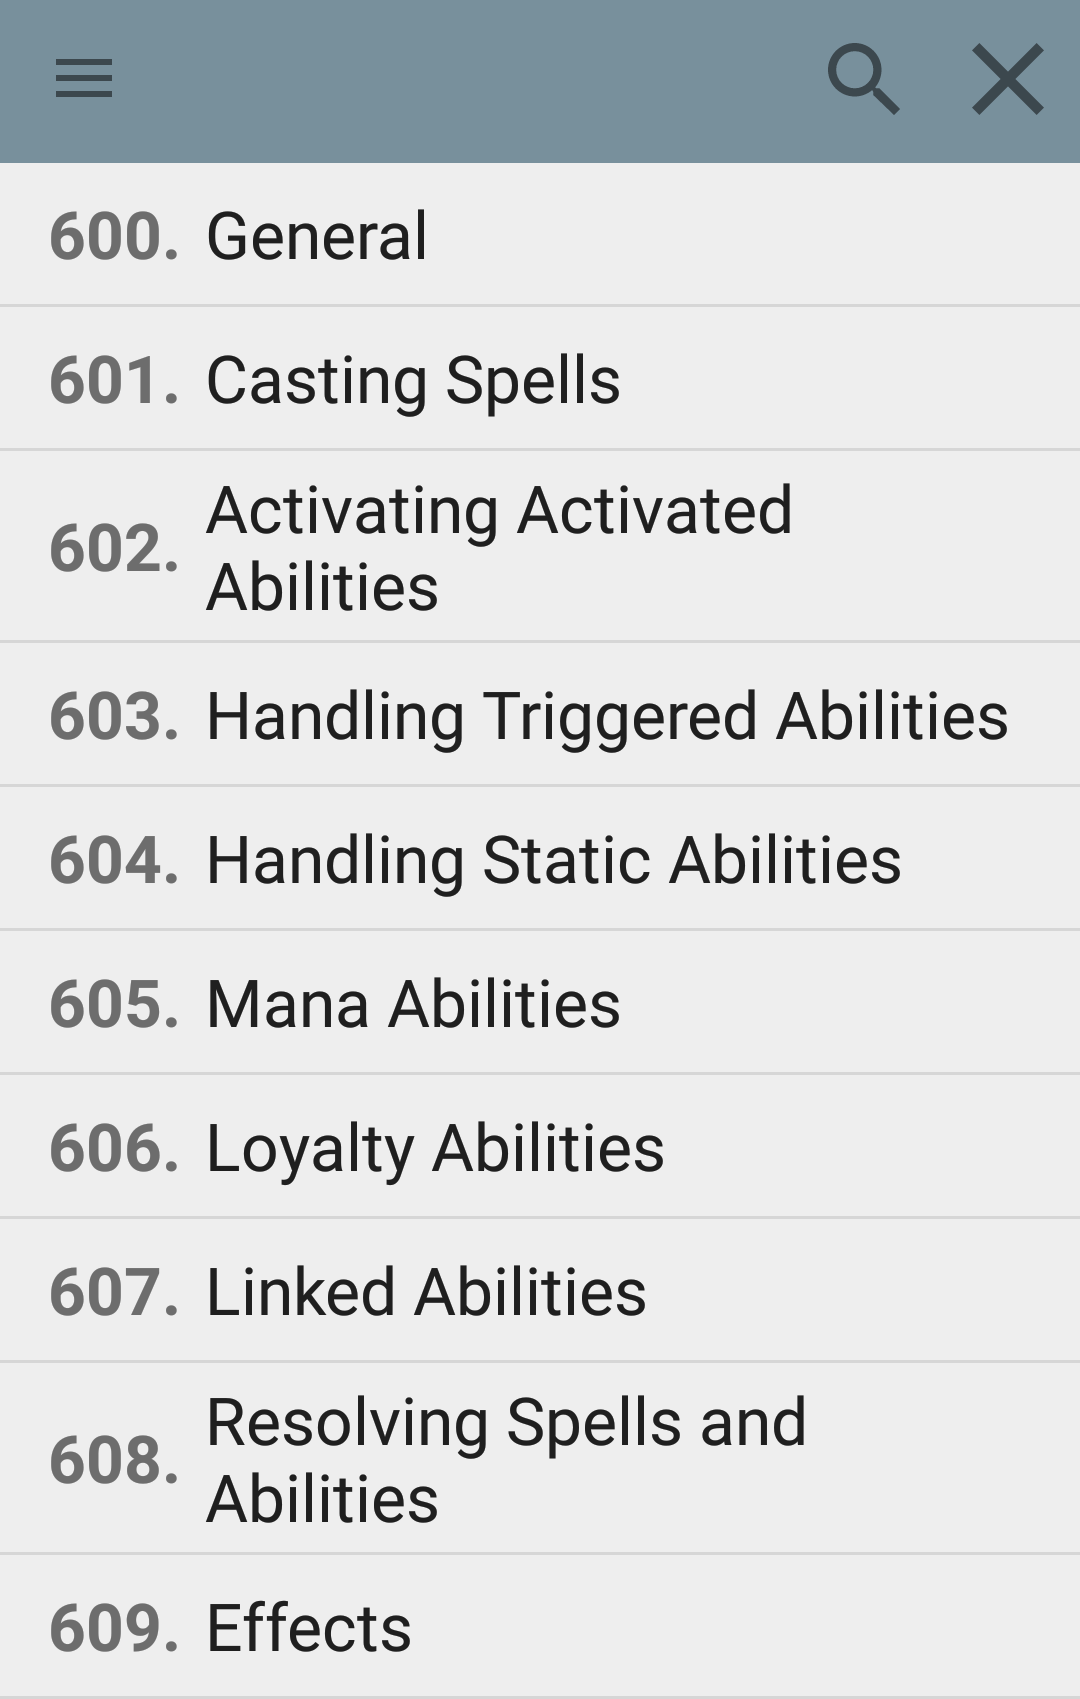 600. General
601. Casting Spells
602. Activating Activated
Abilities
603. Handling Triggered Abilities
604. Handling Static Abilities
605. Mana Abilities
606. Loyalty Abilities
607. Linked Abilities
608. Resolving Spells and
Abilities
609. Effects